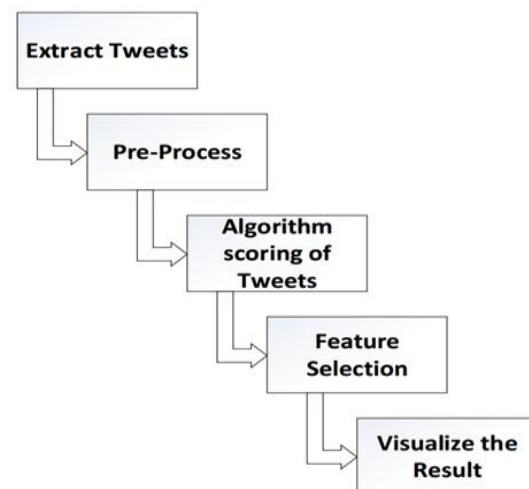 Extract Tweets
Pre-Process
Algorithm
scoring of
Tweets
Feature
Selection
Visualize the
Result